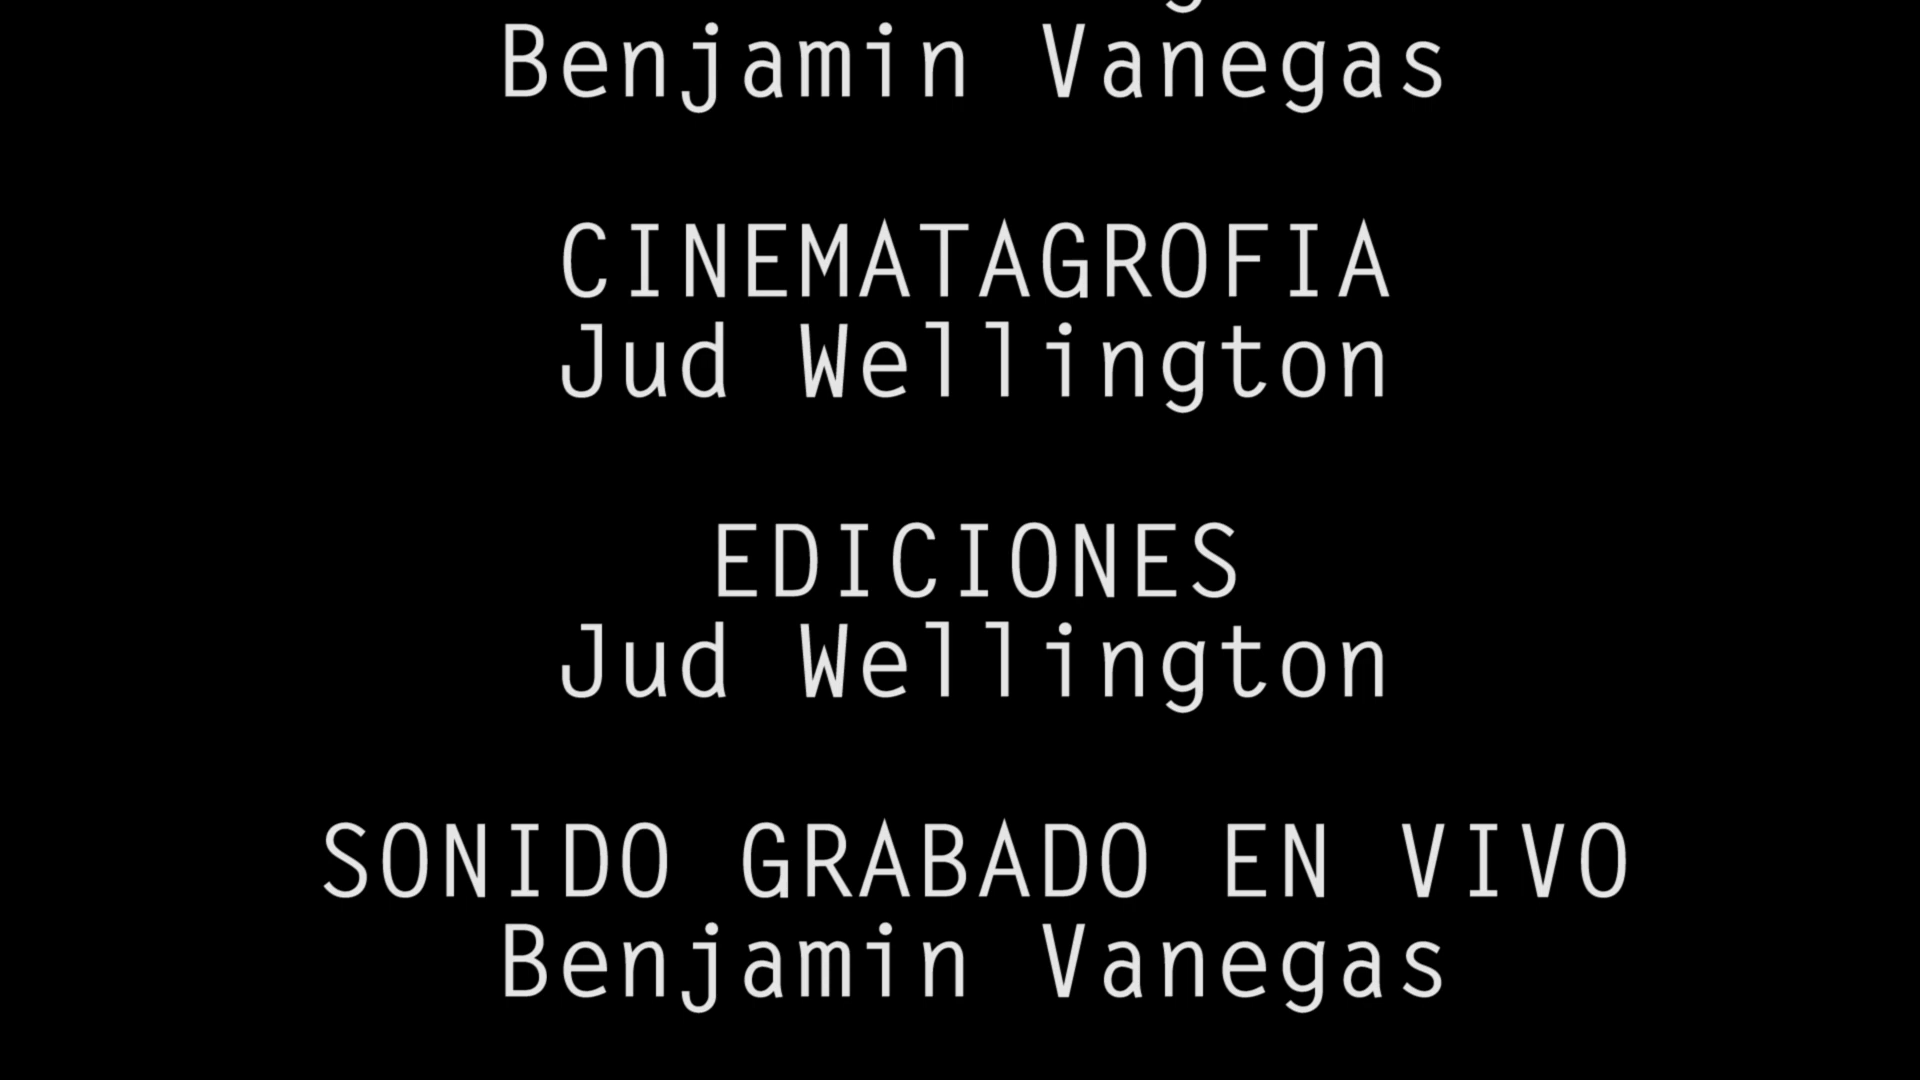 Benjamin Vanegas
CINEMATAGROFIA
Jud Wellington
EDICIONES
Jud Wellington
SONIDO GRABADO EN VIVO
Benjamin Vanegas